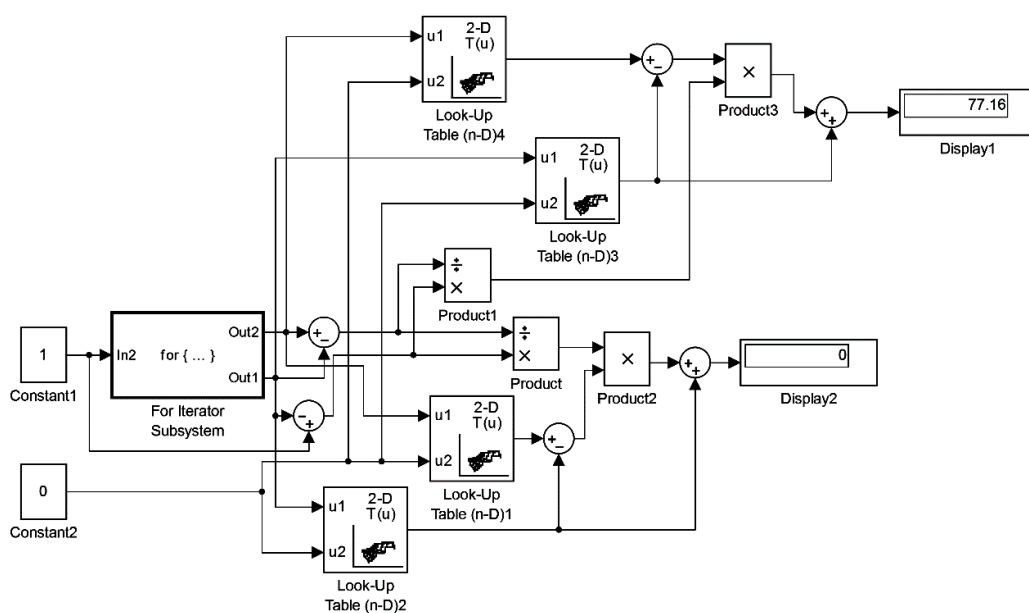 u1
2-D
T(u)
u2
Look-Up
Table (n-D)4
+
−
×
Product3
77.16
+
+
Display1
u1
2-D
T(u)
u2
Look-Up
Table (n-D)3
÷
×
Product1
1
Constant1
In2
for { ... }
Out2
Out1
For Iterator
Subsystem
+
−
÷
×
Product
×
Product2
+
+
0
Display2
−
+
u1
2-D
T(u)
u2
Look-Up
Table (n-D)1
+
−
0
Constant2
u1
2-D
T(u)
u2
Look-Up
Table (n-D)2